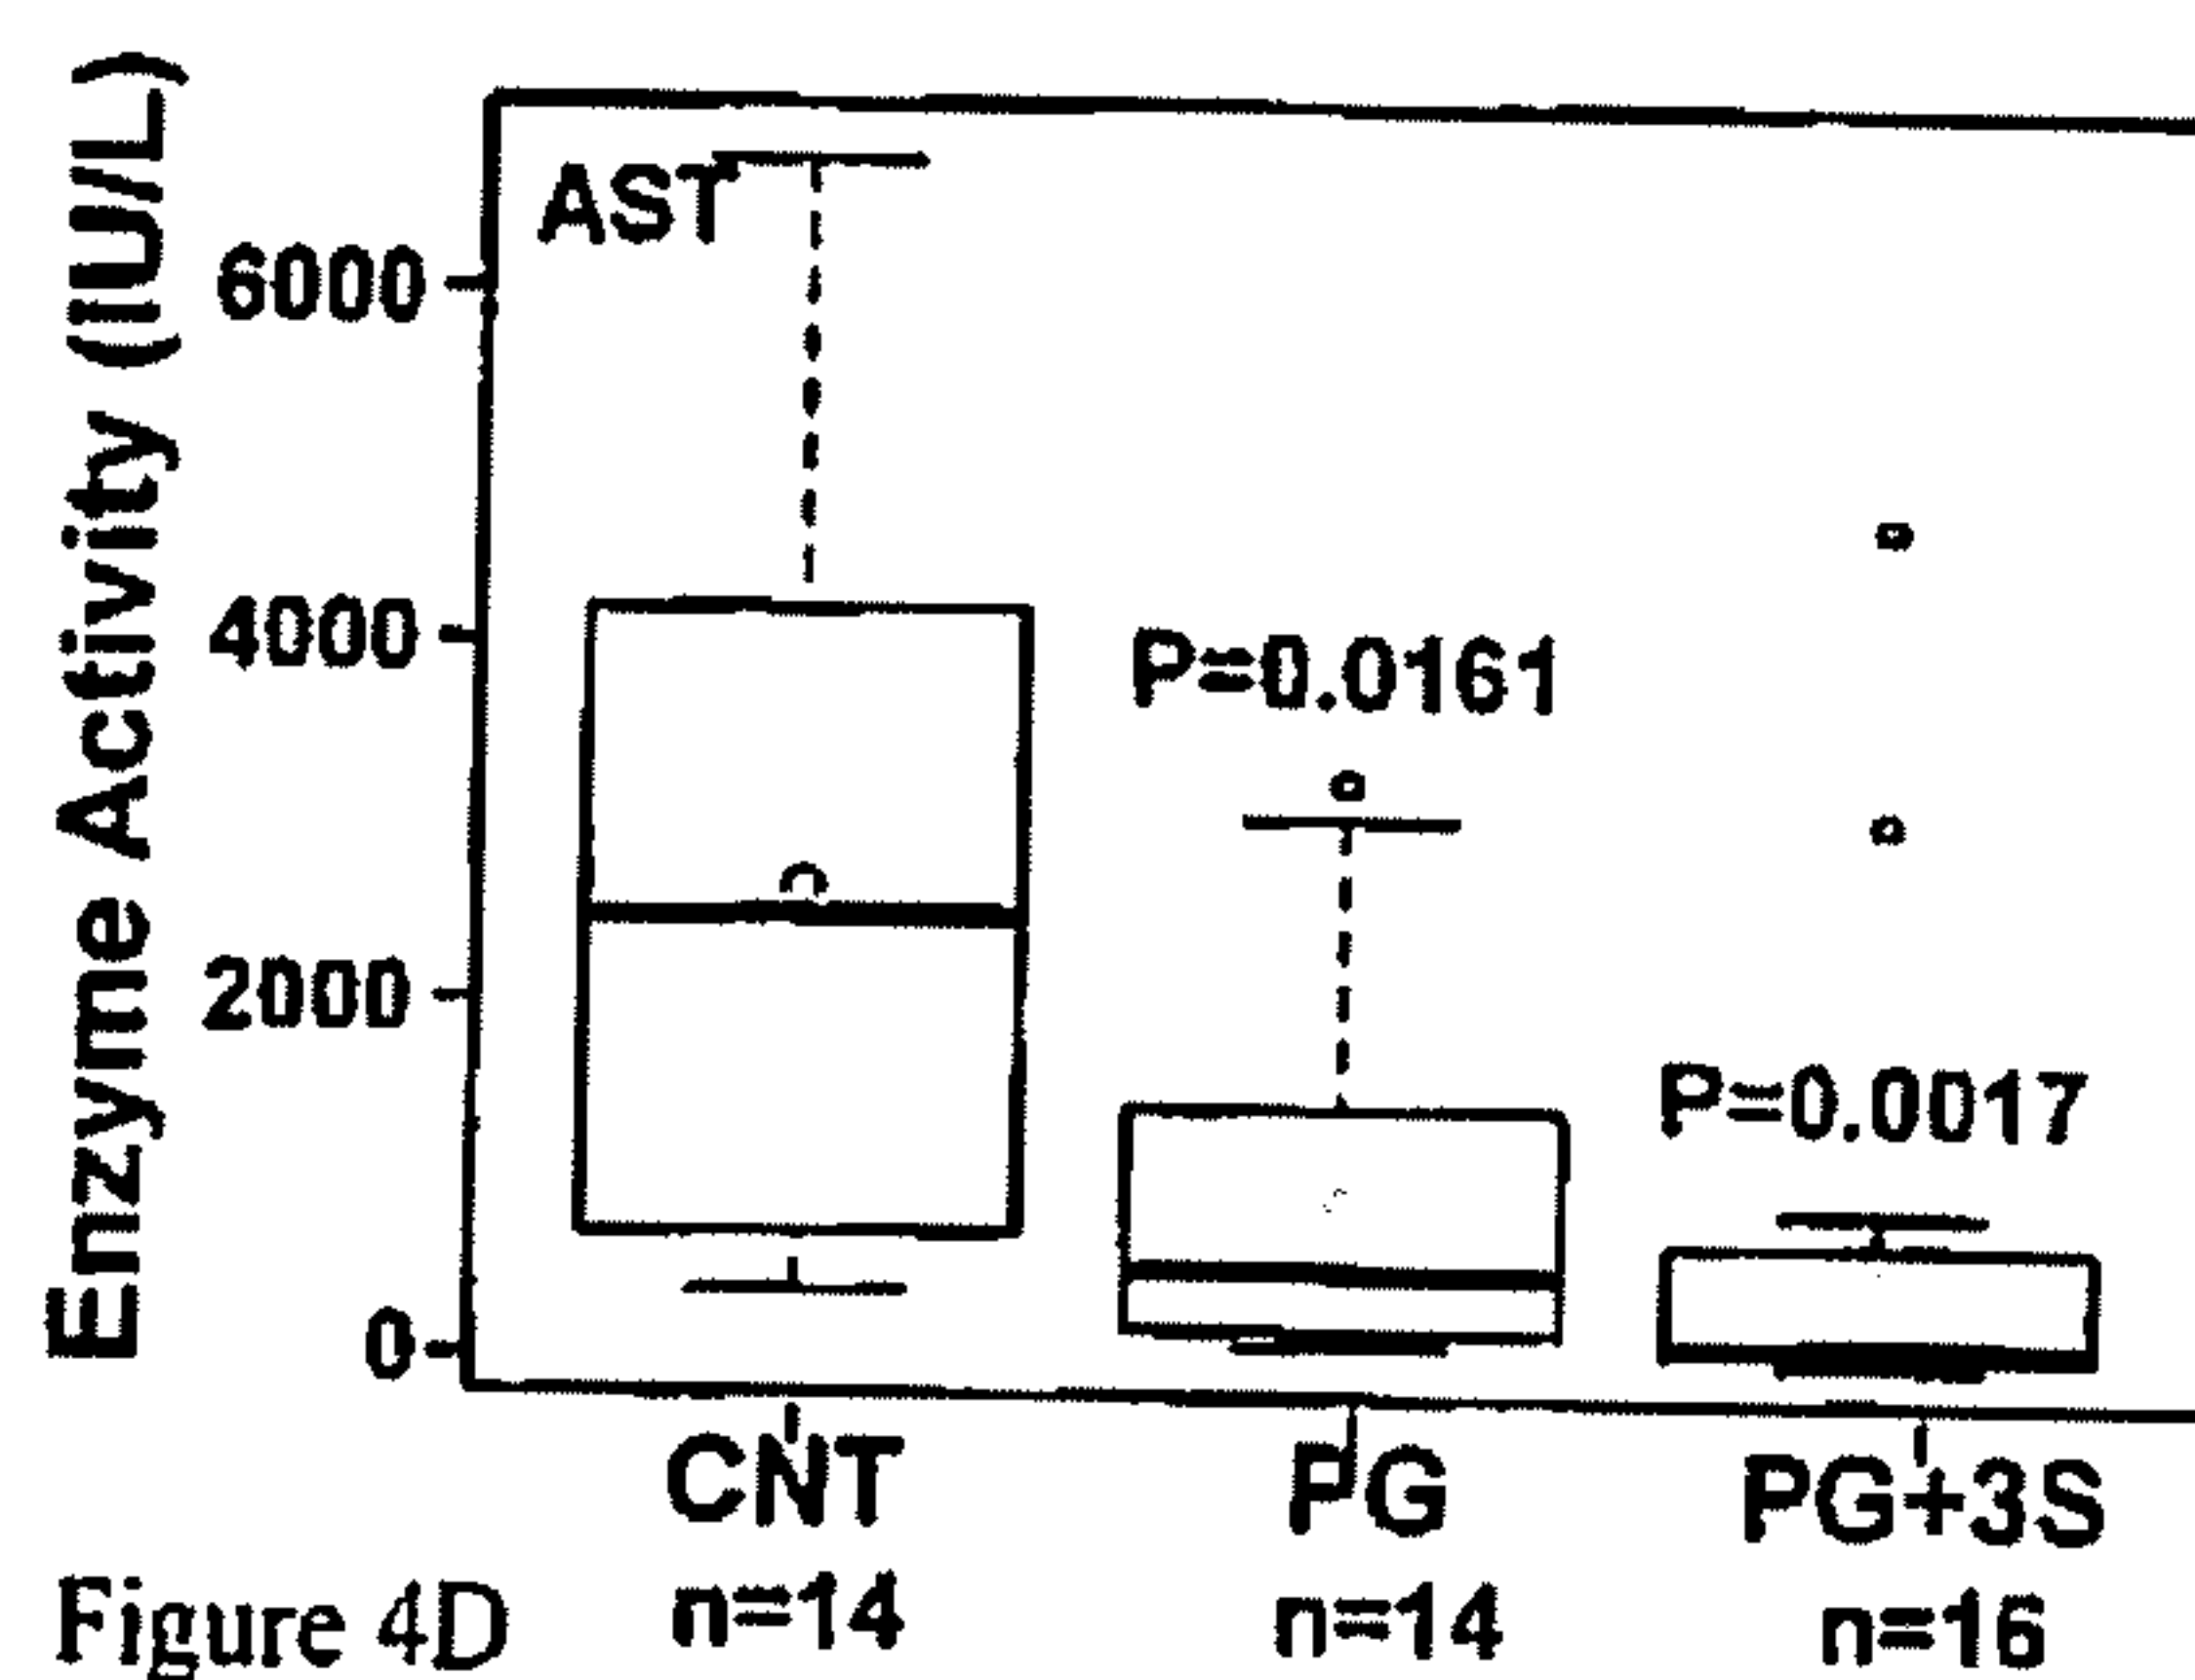 Enzyme Activity (IU/L)
AST
6000
4000
2000
0
P=0.0161
P=0.0017
CNT PG PG+3S
n=14 n=14 n=16
Figure 4D